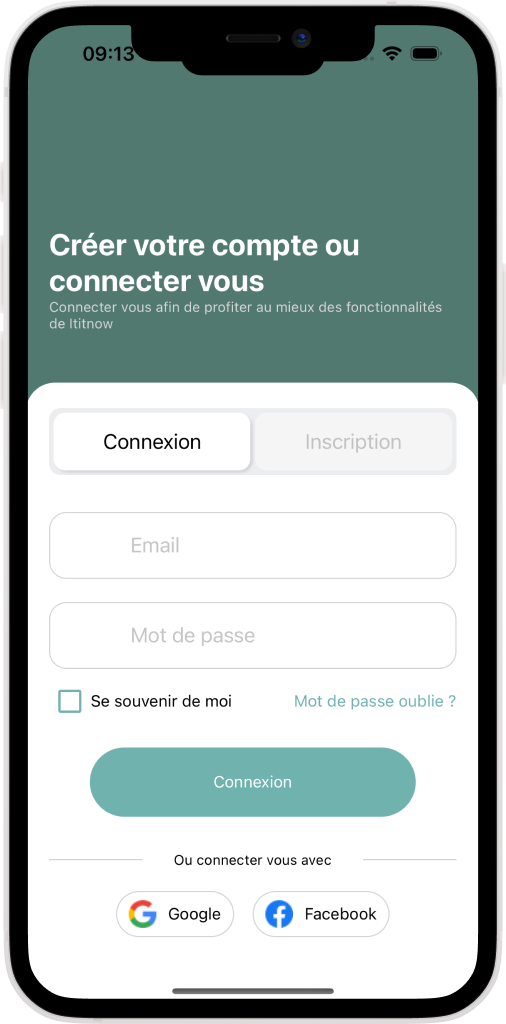 09:13
Créer votre compte ou
connecter vous
Connecter vous afin de profiter au mieux des fonctionnalités
de Ititnow
Connexion Inscription
Email
Mot de passe
Se souvenir de moi Mot de passe oublie ?
Connexion
Ou connecter vous avec
Google Facebook